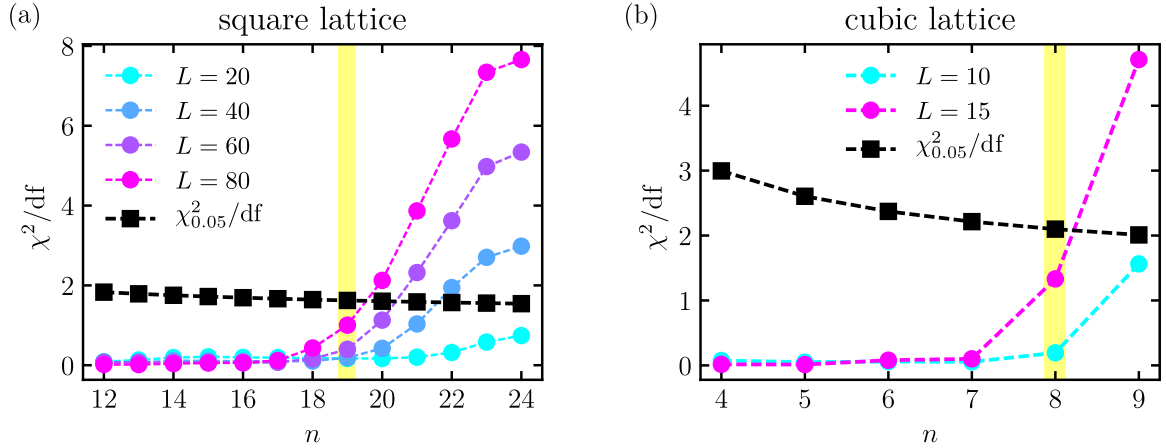 (a) square lattice
8
6
4
2
0
χ²/df
L = 20
L = 40
L = 60
L = 80
χ²₀.₀₅/df
12 14 16 18 20 22 24
n
(b) cubic lattice
4
3
2
1
0
χ²/df
L = 10
L = 15
χ²₀.₀₅/df
4 5 6 7 8 9
n